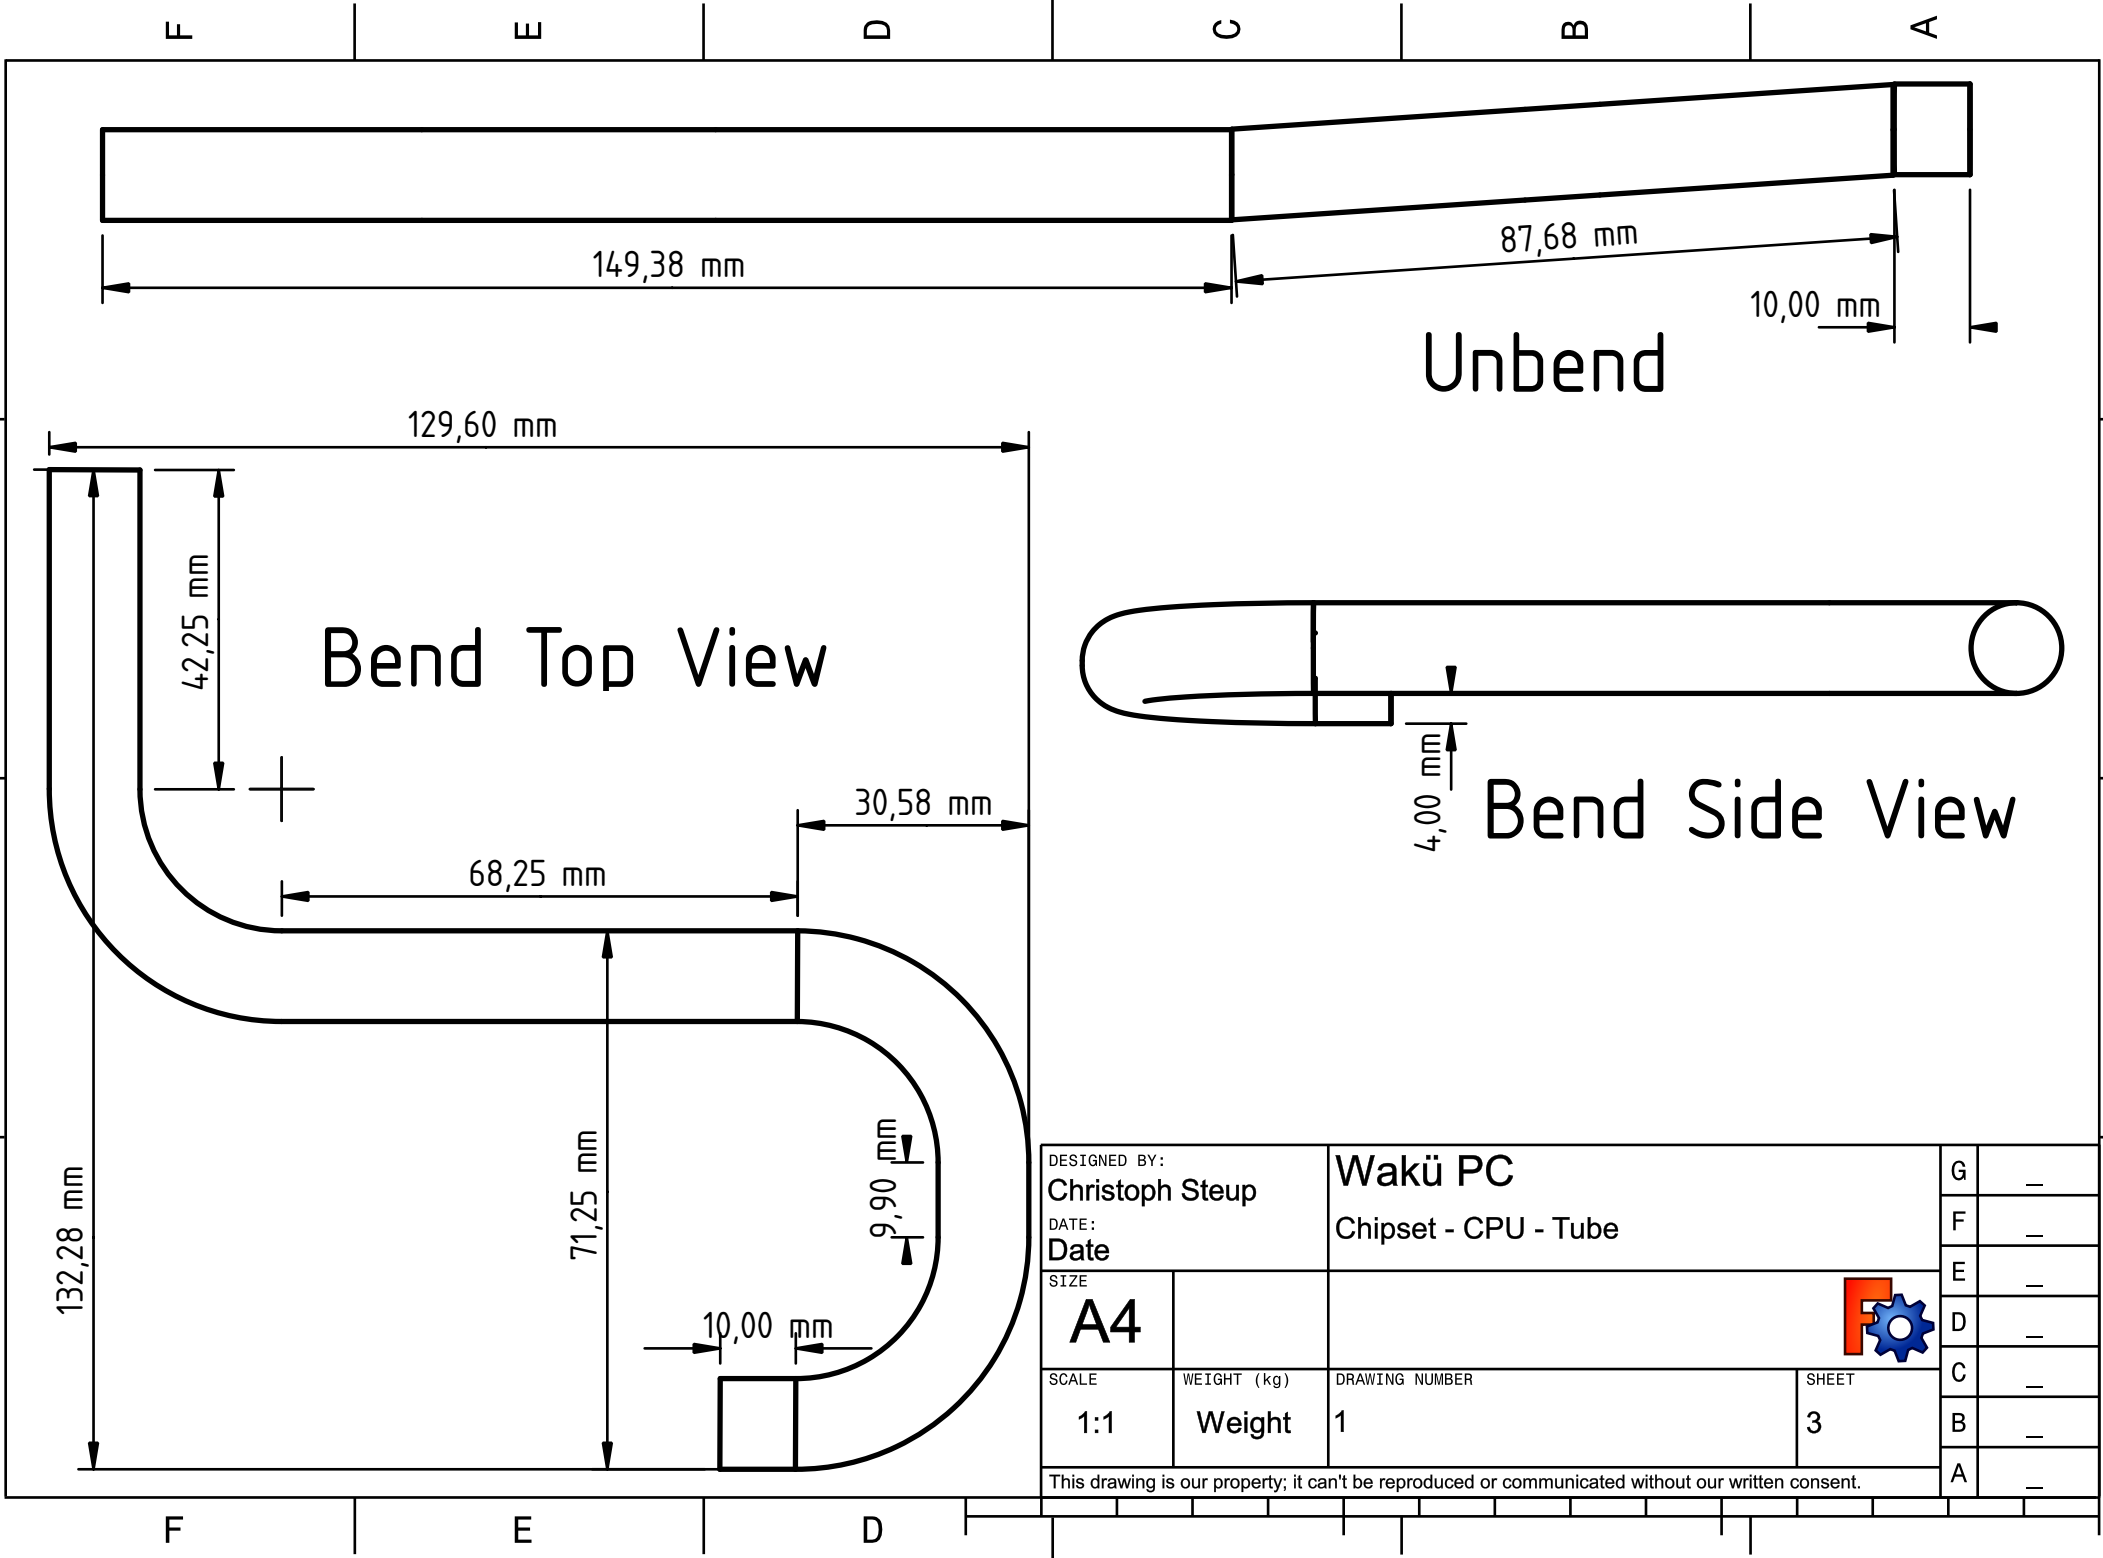 F E D C B A
149,38 mm
87,68 mm
10,00 mm
Unbend
129,60 mm
42,25 mm
Bend Top View
4,00 mm
Bend Side View
30,58 mm
68,25 mm
9,90 mm
71,25 mm
132,28 mm
10,00 mm
DESIGNED BY:
Christoph Steup
DATE:
Date
Wakü PC
Chipset - CPU - Tube
SIZE
A4
SCALE
1:1
WEIGHT (kg)
Weight
DRAWING NUMBER
1
SHEET
3
This drawing is our property; it can't be reproduced or communicated without our written consent.
G _
F _
E _
D _
C _
B _
A _
F E D